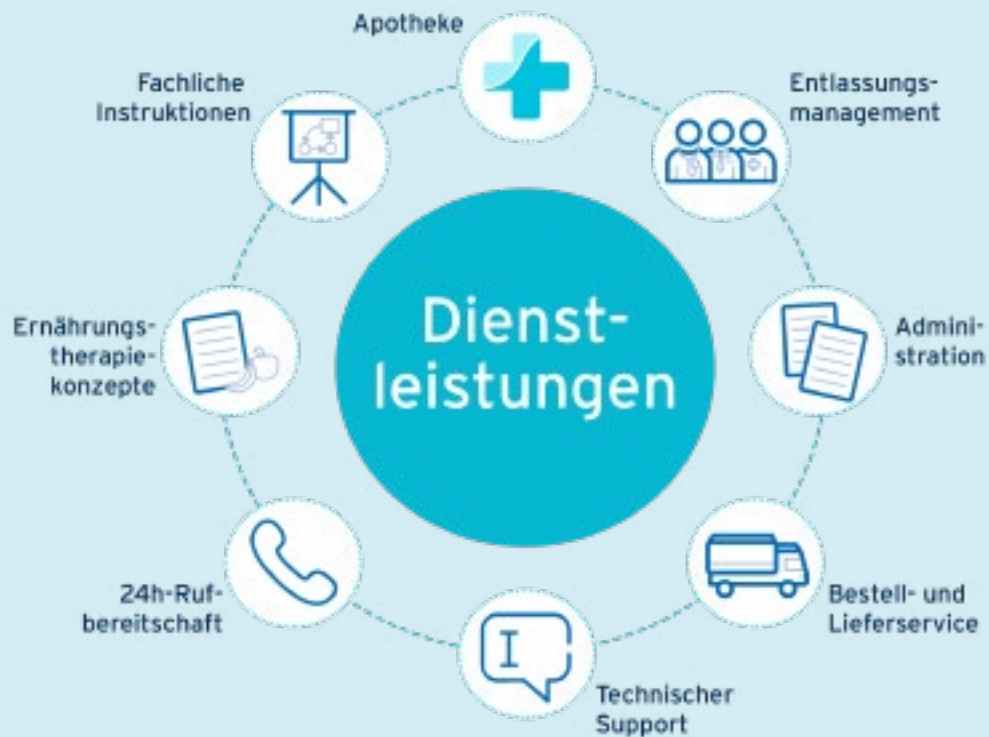 Apotheke
Entlassungs-
management
Admini-
stration
Bestell- und
Lieferservice
Technischer
Support
24h-Ruf-
bereitschaft
Ernährungs-
therapie-
konzepte
Fachliche
Instruktionen
Dienst-
leistungen